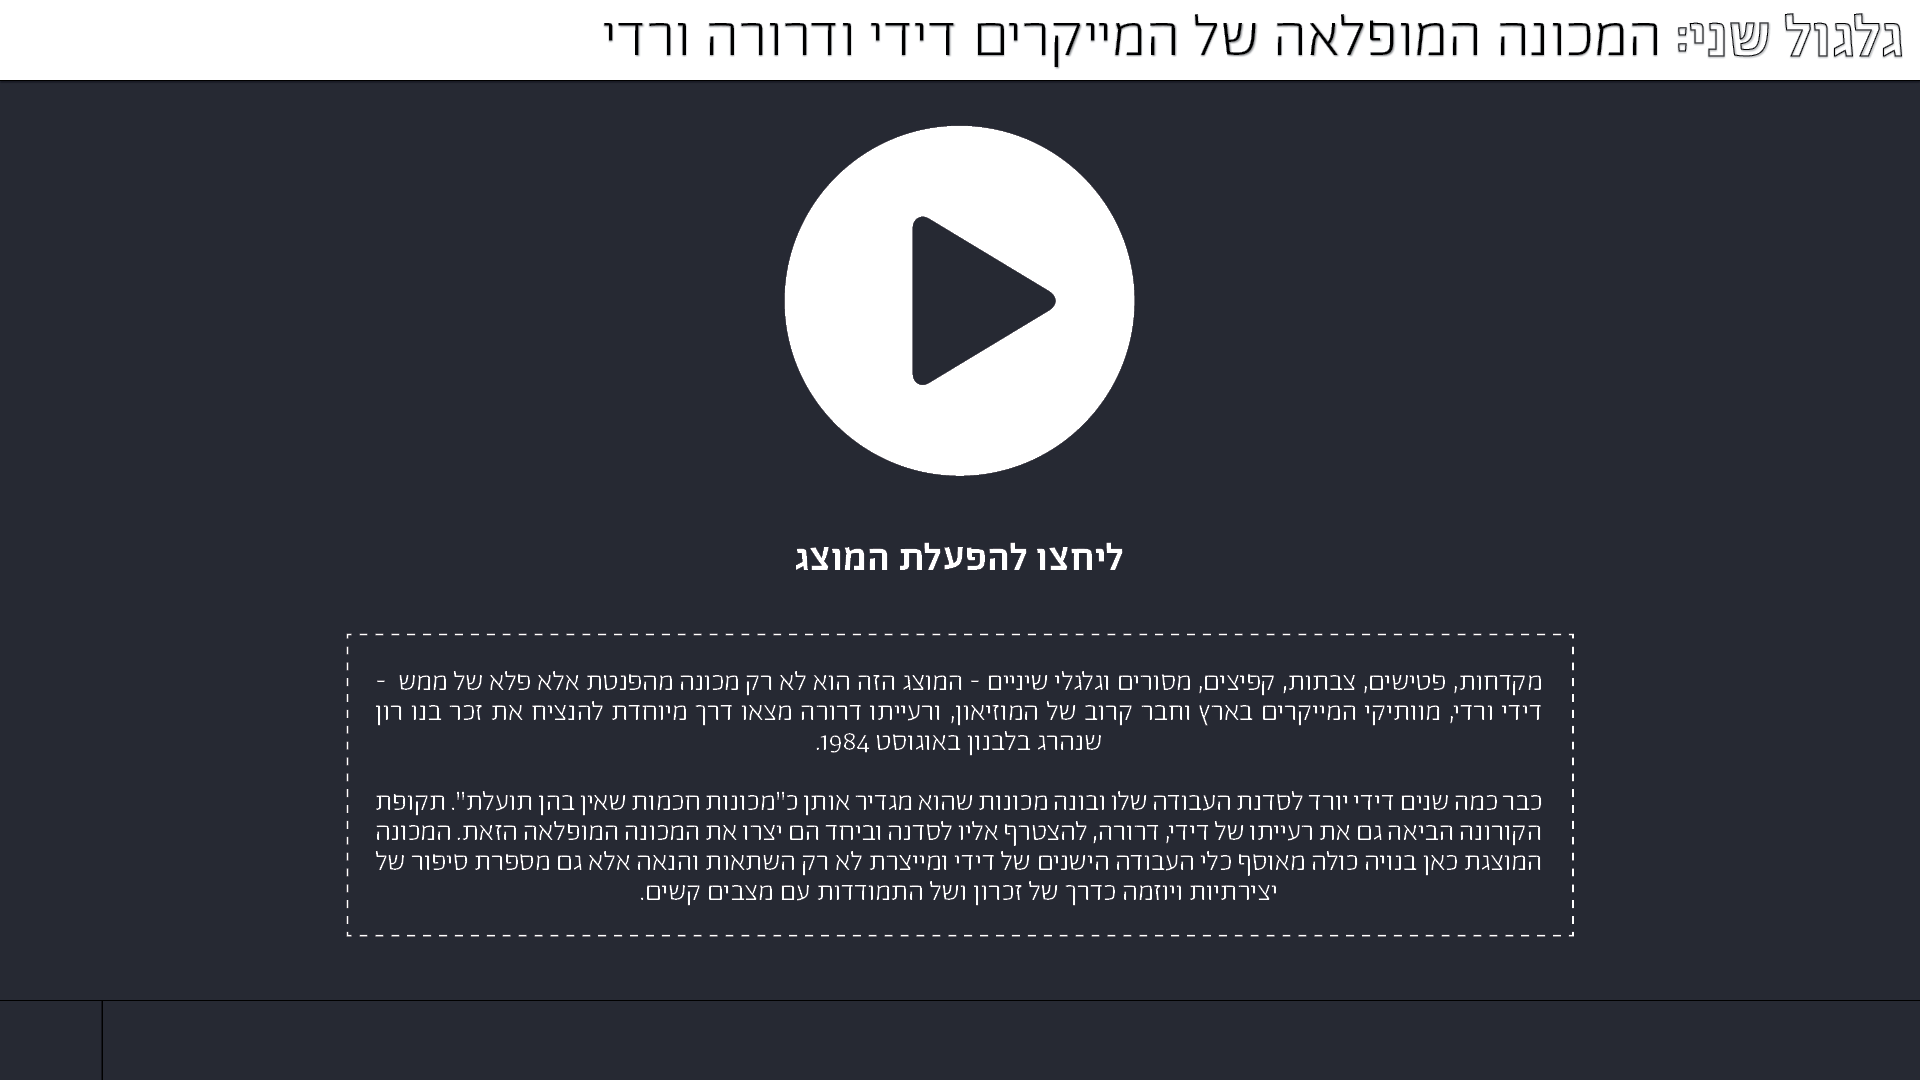 גלגול שני: המכונה המופלאה של המייקרים דידי ודרורה ורדי
ליחצו להפעלת המוצג
מקדחות, פטישים, צבתות, קפיצים, מסורים וגלגלי שיניים - המוצג הזה הוא לא רק מכונה מהפנטת אלא פלא של ממש -
דידי ורדי, מוותיקי המייקרים בארץ וחבר קרוב של המוזיאון, ורעייתו דרורה מצאו דרך מיוחדת להנציח את זכר בנו רון
שנהרג בלבנון באוגוסט 1984.
כבר כמה שנים דידי יורד לסדנת העבודה שלו ובונה מכונות שהוא מגדיר אותן כ"מכונות חכמות שאין בהן תועלת". תקופת
הקורונה הביאה גם את רעייתו של דידי, דרורה, להצטרף אליו לסדנה וביחד הם יצרו את המכונה המופלאה הזאת. המכונה
המוצגת כאן בנויה כולה מאוסף כלי העבודה הישנים של דידי ומייצרת לא רק השתאות והנאה אלא גם מספרת סיפור של
יצירתיות ויוזמה כדרך של זכרון ושל התמודדות עם מצבים קשים.